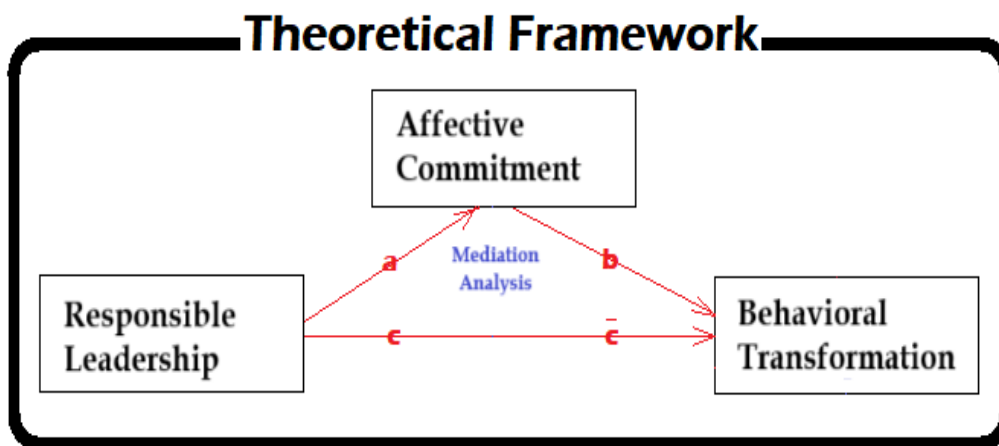 Theoretical Framework
Affective
Commitment
a
Mediation
Analysis
b
Responsible
Leadership
c
c̄
Behavioral
Transformation